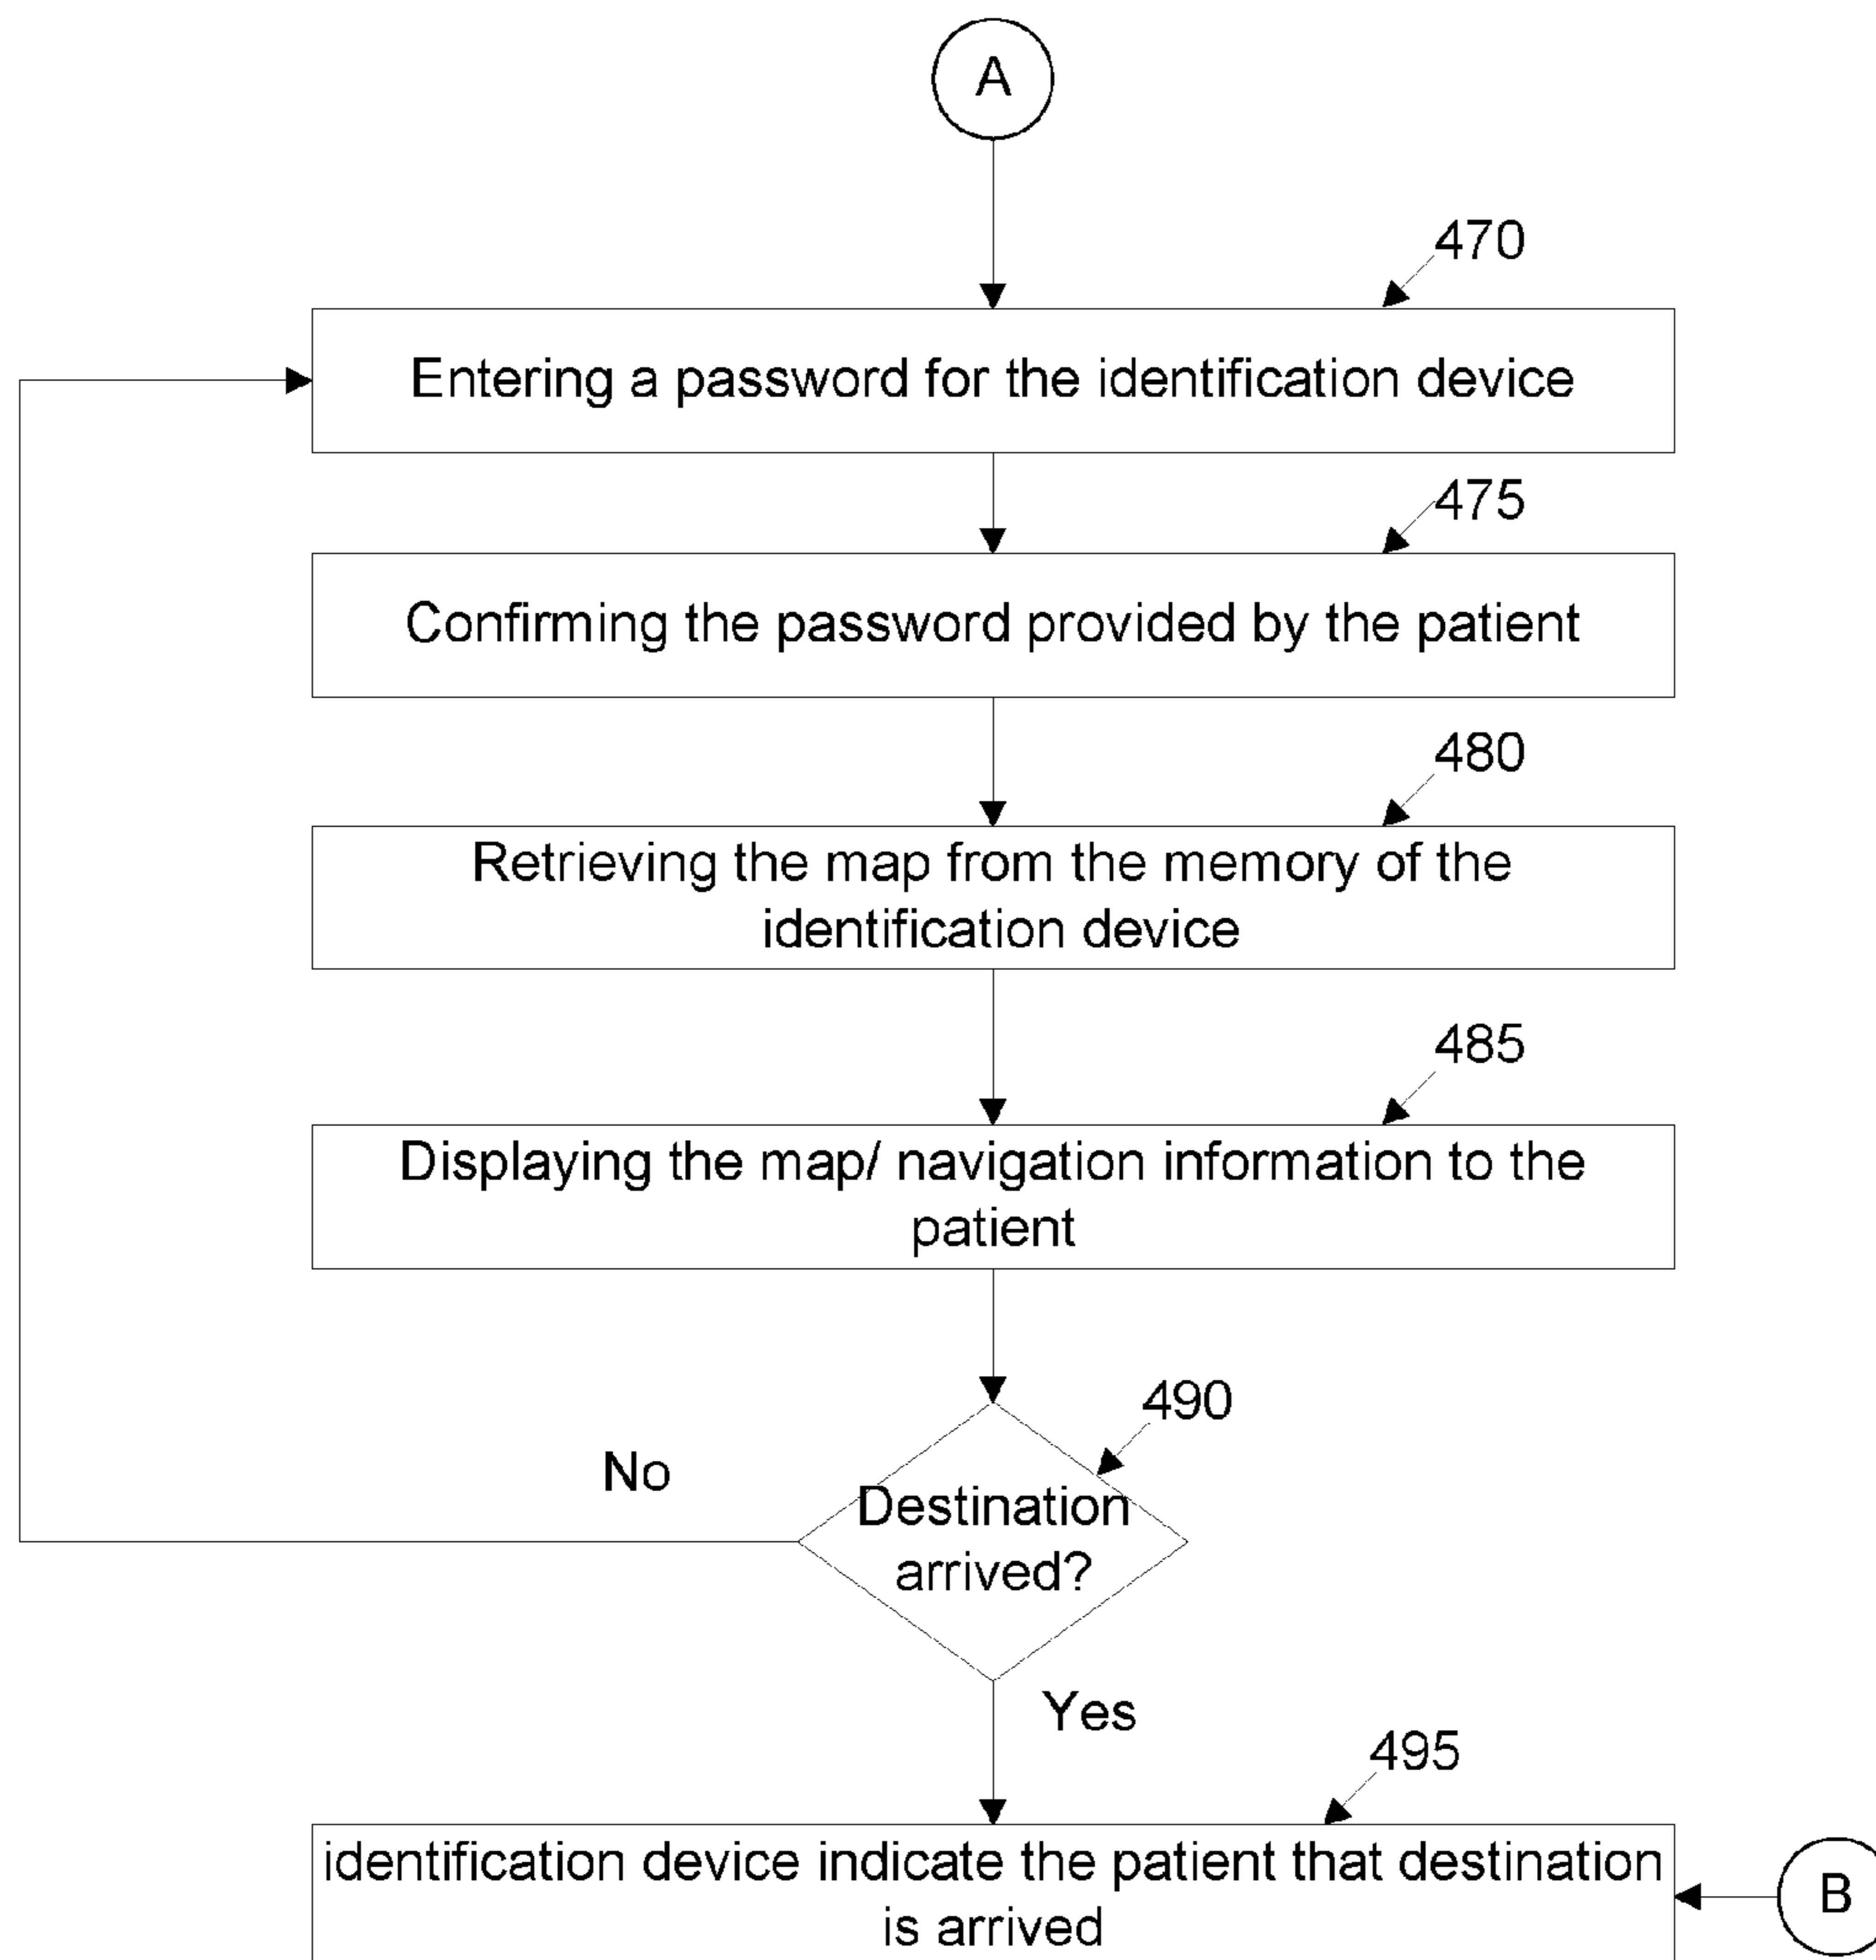 A
470
Entering a password for the identification device
475
Confirming the password provided by the patient
480
Retrieving the map from the memory of the
identification device
485
Displaying the map/ navigation information to the
patient
490
No
Destination
arrived?
Yes
495
identification device indicate the patient that destination
is arrived
B